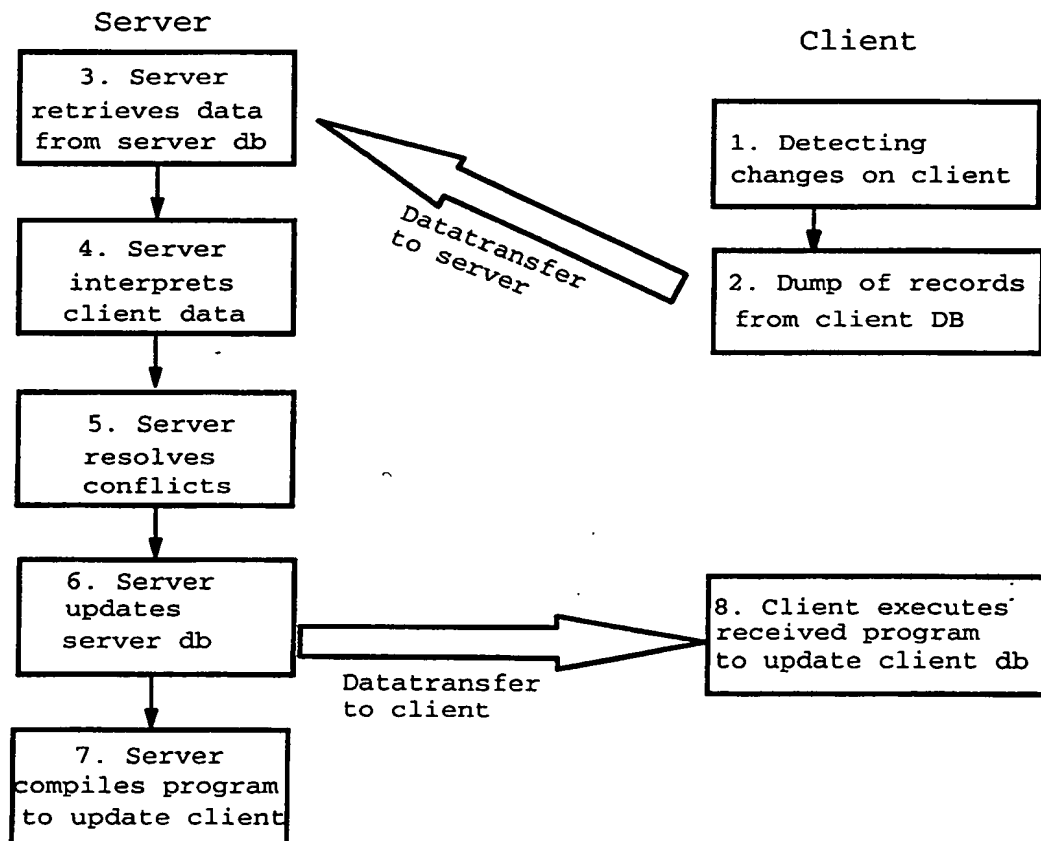 Server
Client
3. Server
retrieves data
from server db
1. Detecting
changes on client
4. Server
interprets
client data
Datatransfer
to server
2. Dump of records
from client DB
5. Server
resolves
conflicts
6. Server
updates
server db
Datatransfer
to client
8. Client executes
received program
to update client db
7. Server
compiles program
to update client